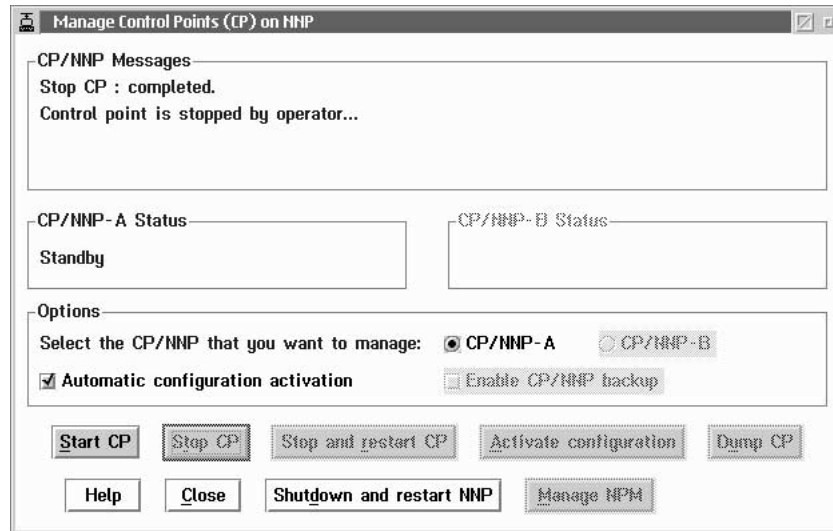 Manage Control Points (CP) on NNP
CP/NNP Messages
Stop CP : completed.
Control point is stopped by operator...
CP/NNP-A Status
CP/NNP-B Status
Standby
Options
Select the CP/NNP that you want to manage: CP/NNP-A CP/NNP-B
Automatic configuration activation Enable CP/NNP backup
Start CP Stop CP Stop and restart CP Activate configuration Dump CP
Help Close Shutdown and restart NNP Manage NPM